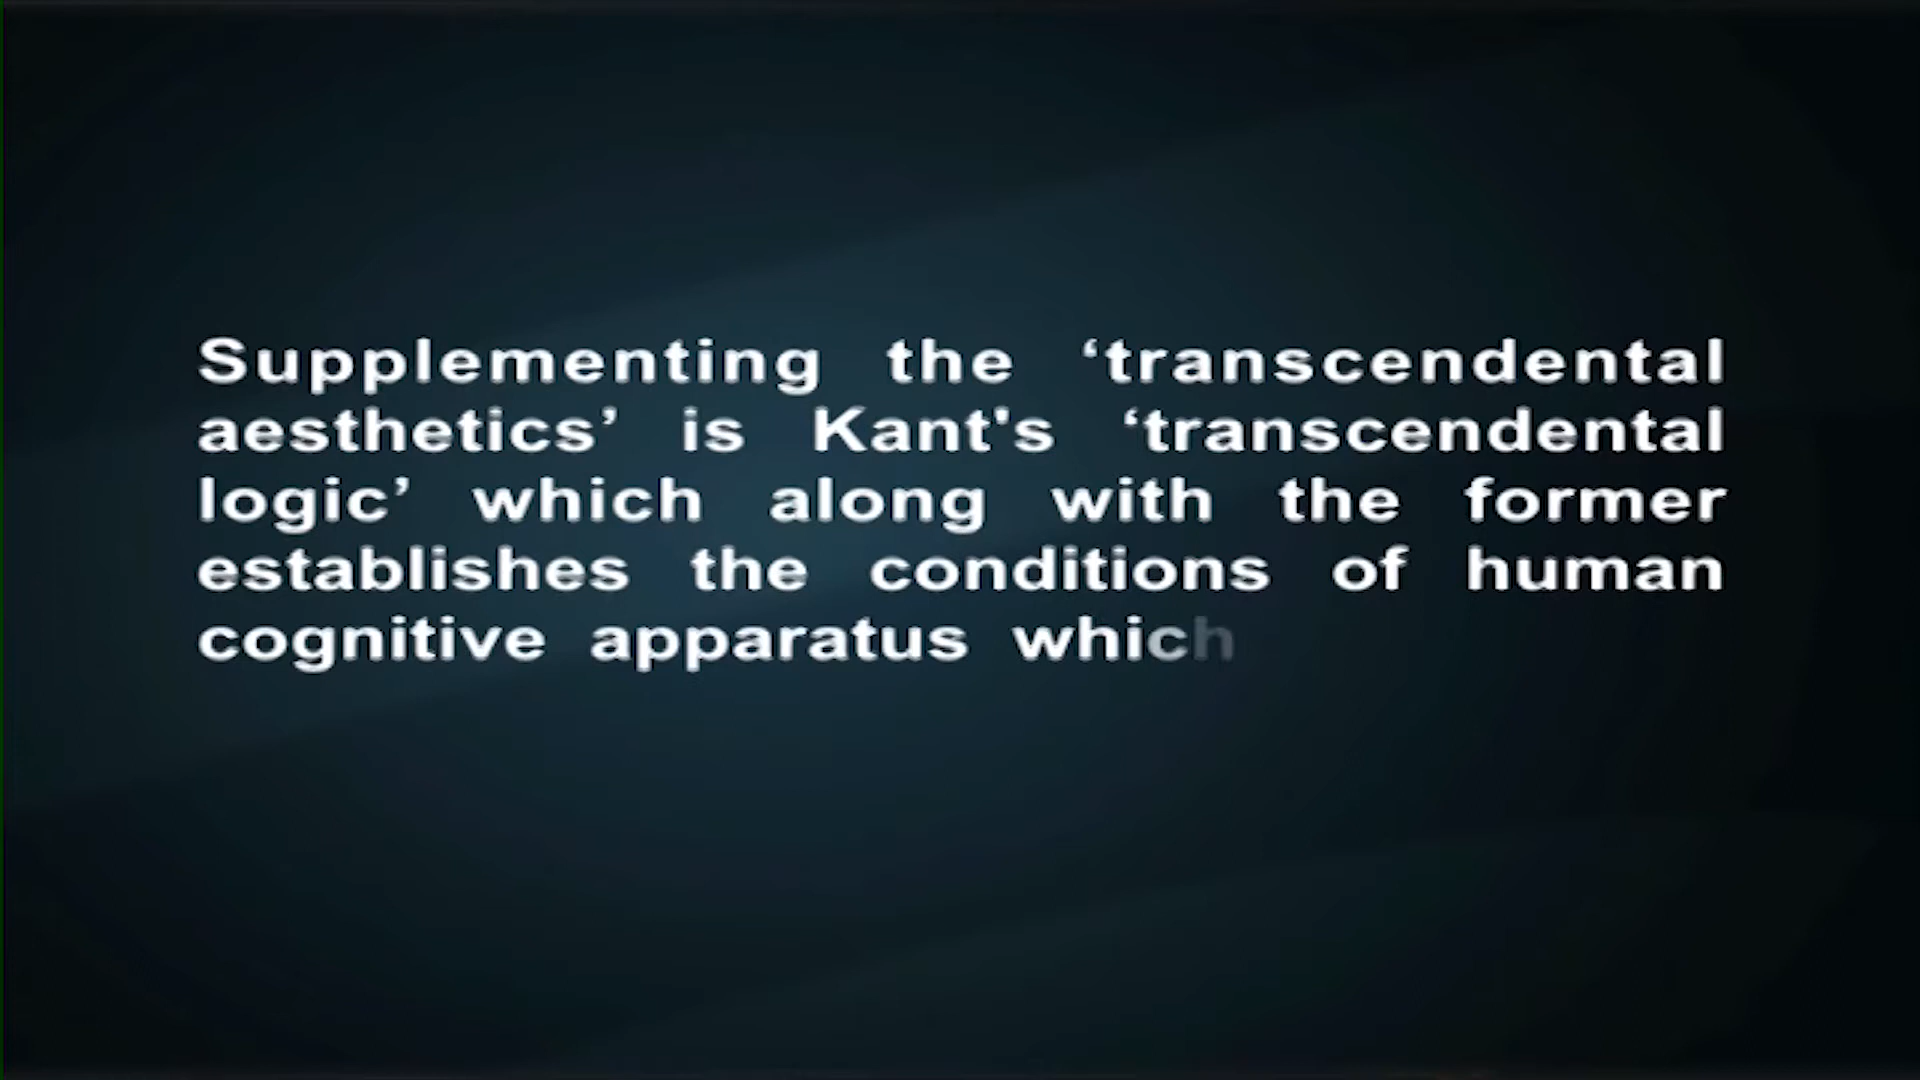 Supplementing the ‘transcendental
aesthetics’ is Kant's ‘transcendental
logic’ which along with the former
establishes the conditions of human
cognitive apparatus which